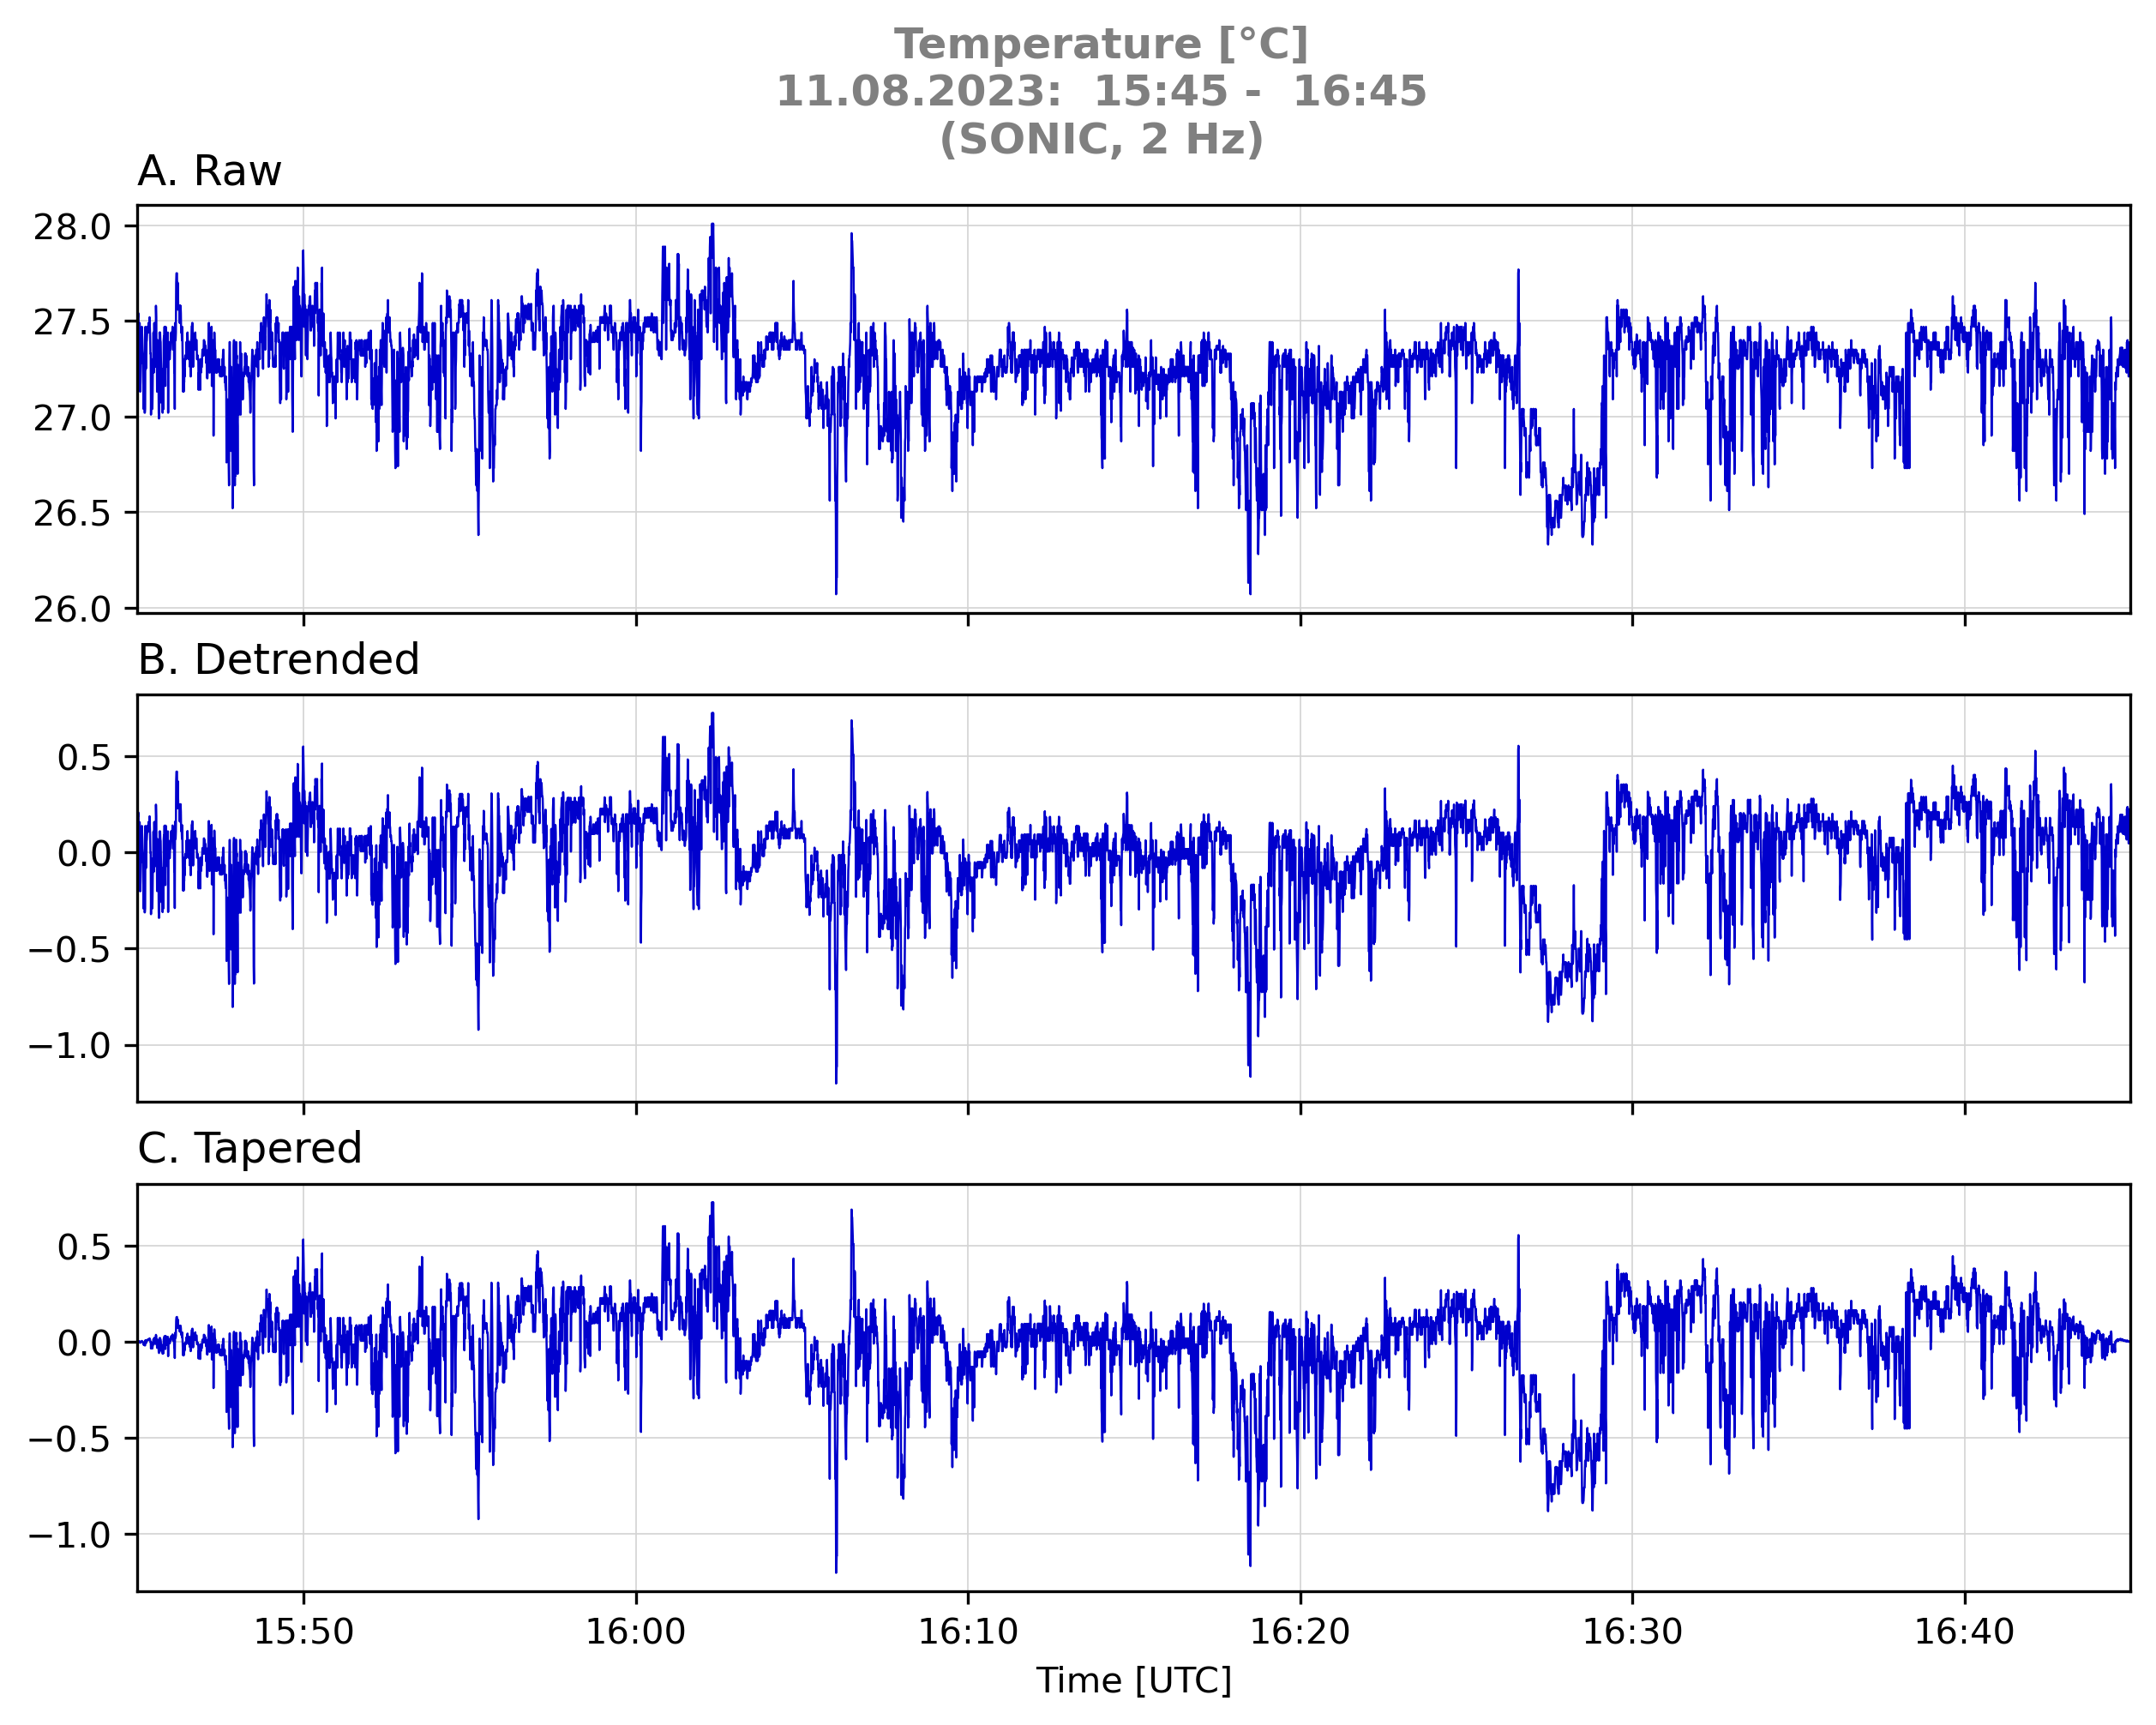 Temperature [°C]
11.08.2023:  15:45 -  16:45
(SONIC, 2 Hz)
A. Raw
28.0
27.5
27.0
26.5
26.0
B. Detrended
0.5
0.0
−0.5
−1.0
C. Tapered
0.5
0.0
−0.5
−1.0
15:50 16:00 16:10 16:20 16:30 16:40
Time [UTC]